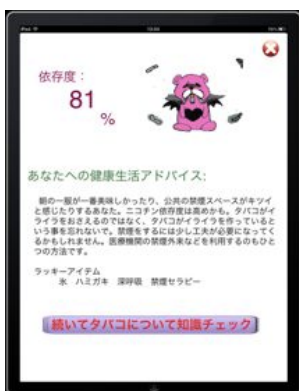 iPad
依存度：
81
%
あなたへの健康生活アドバイス:
朝の一服が一番美味しかったり、公共の禁煙スペースがキツイ
と感じたりするあなた。ニコチン依存度は高めかも。タバコがイ
ライラをおさえるのではなく、タバコがイライラを作っていると
いう事を忘れないで。禁煙をするには少し工夫が必要になってく
るかもしれません。医療機関の禁煙外来などを利用するのもひと
つの方法です。
ラッキーアイテム
氷 ハミガキ 深呼吸 禁煙セラピー
続いてタバコについて知識チェック